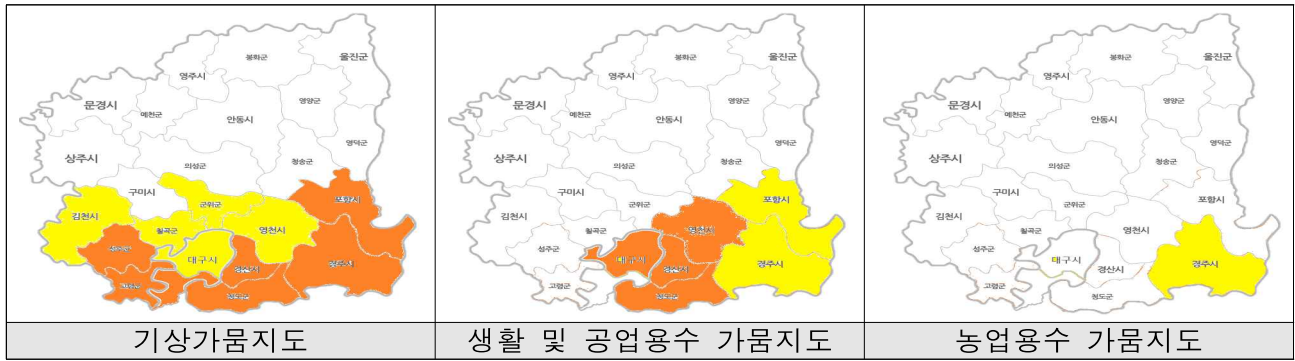 봉화군
울진군
영주시
영양군
문경시
예천군
안동시
영덕군
상주시
의성군
청송군
구미시
군위군
포항시
김천시
칠곡군
영천시
성주군
대구시
경산시
경주시
고령군
청도군
기상가뭄지도
봉화군
울진군
영주시
영양군
문경시
예천군
안동시
영덕군
상주시
의성군
청송군
구미시
군위군
포항시
김천시
칠곡군
영천시
성주군
대구시
경산시
경주시
고령군
청도군
생활 및 공업용수 가뭄지도
봉화군
울진군
영주시
영양군
문경시
예천군
안동시
영덕군
상주시
의성군
청송군
구미시
군위군
포항시
김천시
칠곡군
영천시
성주군
대구시
경산시
경주시
고령군
청도군
농업용수 가뭄지도